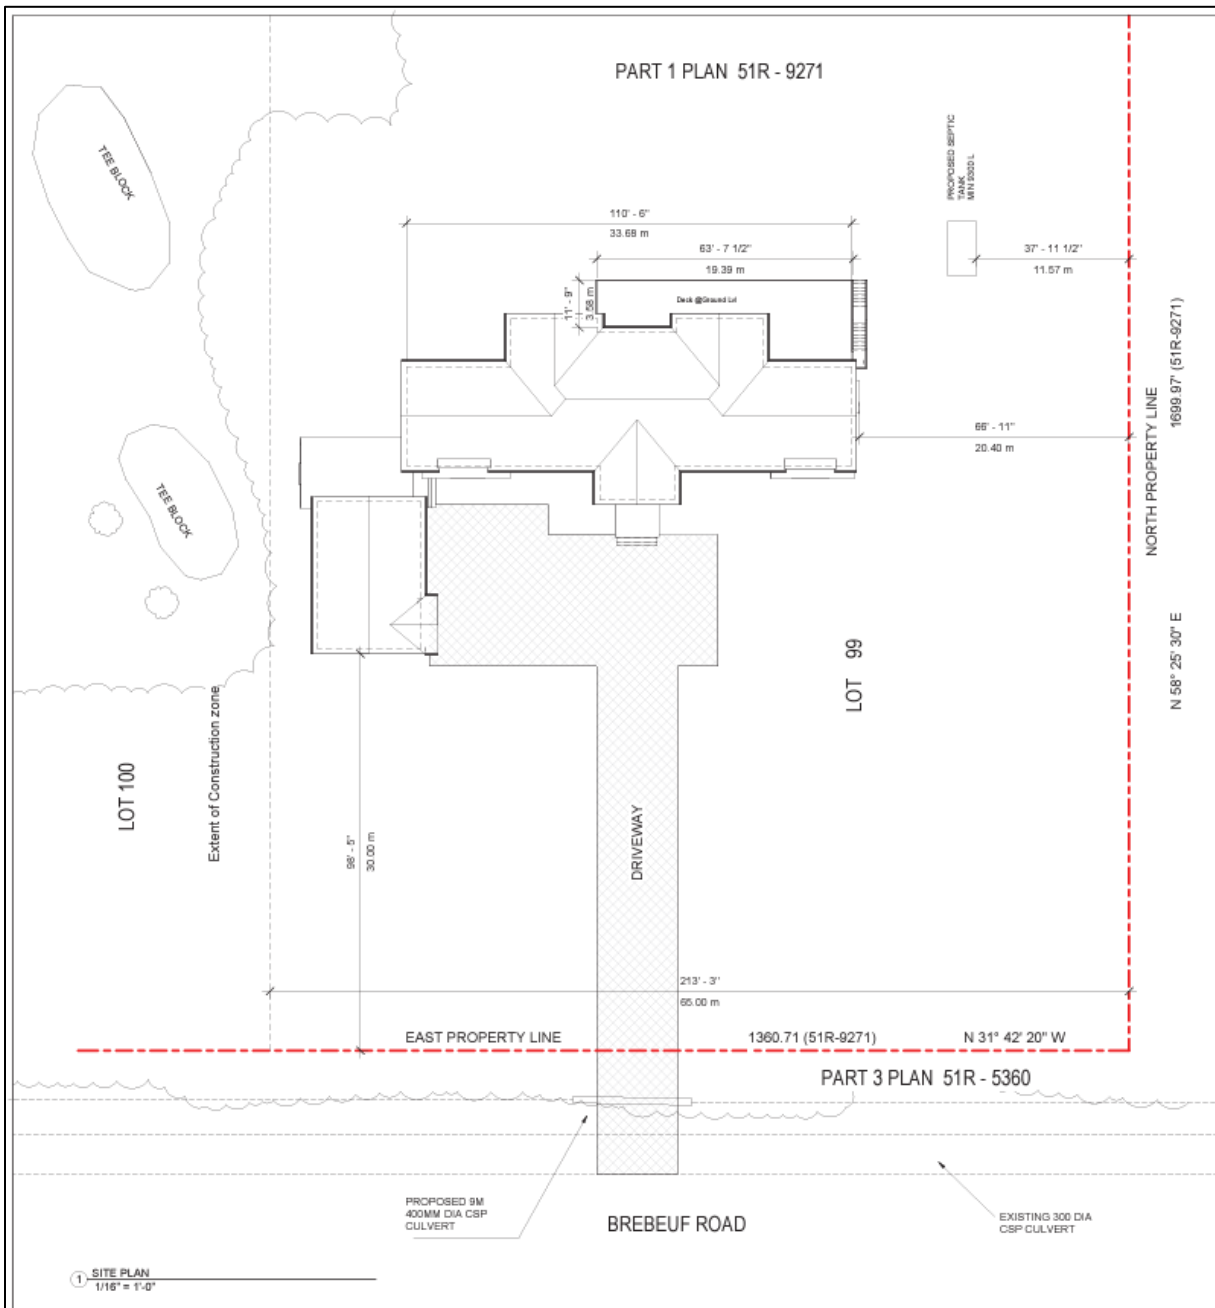 PART 1 PLAN 51R - 9271
TEE BLOCK
PROPOSED SEPTIC
TANK
MIN 9300 L
110' - 6"
33.68 m
63' - 7 1/2"
19.39 m
37' - 11 1/2"
11.57 m
11' - 9"
3.58 m
Deck @Ground Lvl
1699.97' (51R-9271)
NORTH PROPERTY LINE
N 58° 25' 30" E
66' - 11"
20.40 m
TEE BLOCK
LOT 99
LOT 100
Extent of Construction zone
98' - 5"
30.00 m
DRIVEWAY
213' - 3"
65.00 m
EAST PROPERTY LINE
1360.71 (51R-9271)
N 31° 42' 20" W
PART 3 PLAN 51R - 5360
PROPOSED 9M
400MM DIA CSP
CULVERT
BREBEUF ROAD
EXISTING 300 DIA
CSP CULVERT
1 SITE PLAN
1/16" = 1'-0"